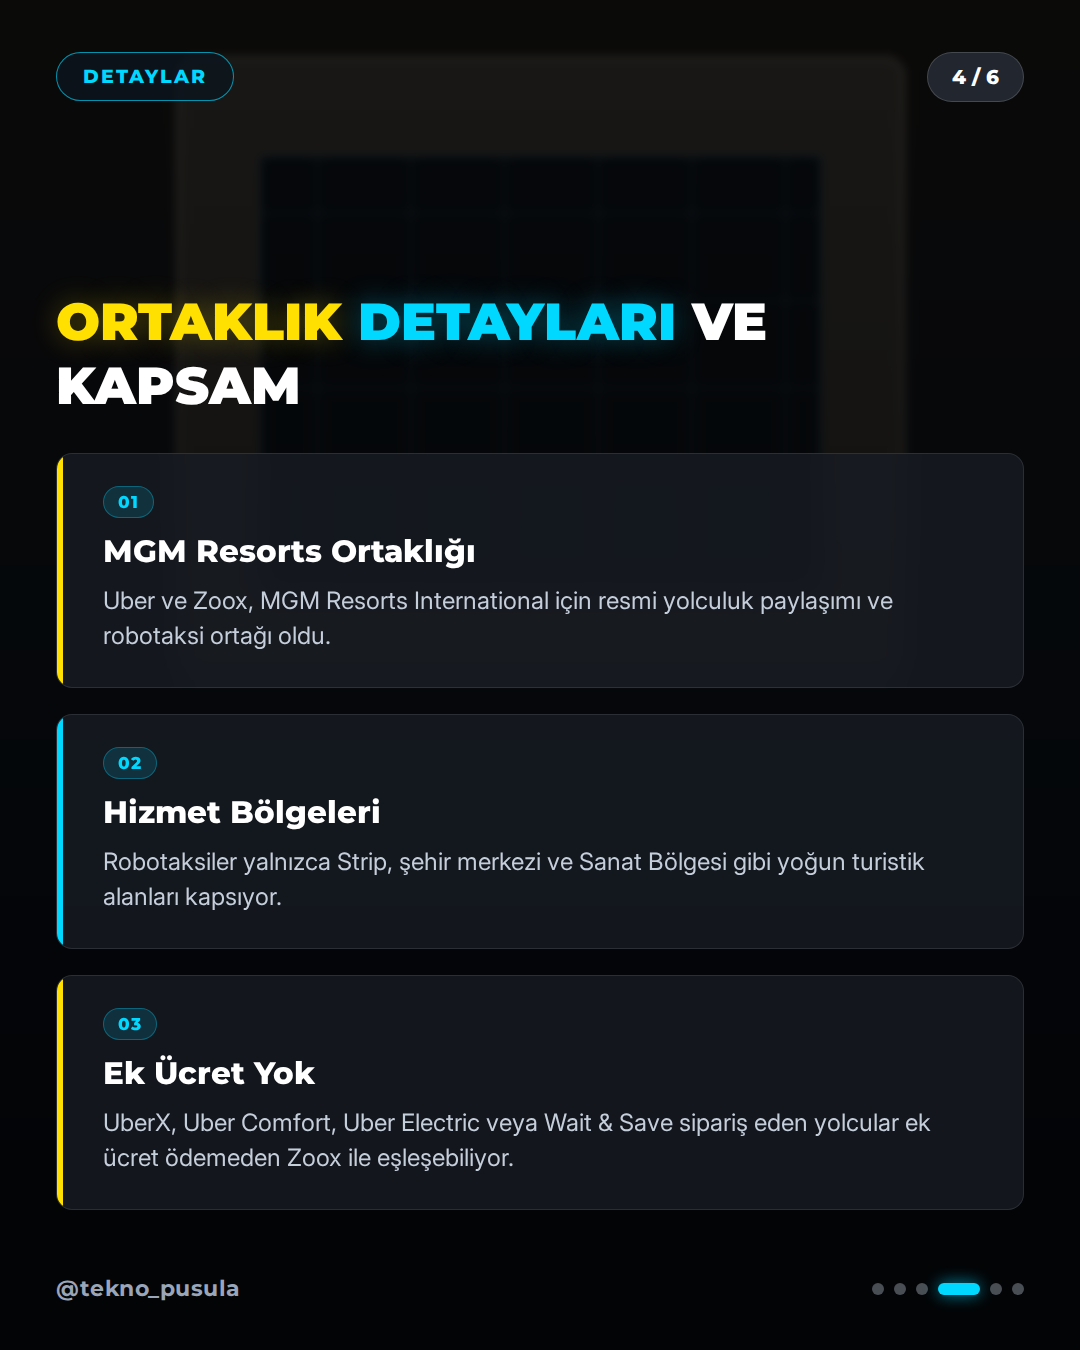 DETAYLAR
4 / 6
ORTAKLIK DETAYLARI VE
KAPSAM
01
MGM Resorts Ortaklığı
Uber ve Zoox, MGM Resorts International için resmi yolculuk paylaşımı ve
robotaksi ortağı oldu.
02
Hizmet Bölgeleri
Robotaksiler yalnızca Strip, şehir merkezi ve Sanat Bölgesi gibi yoğun turistik
alanları kapsıyor.
03
Ek Ücret Yok
UberX, Uber Comfort, Uber Electric veya Wait & Save sipariş eden yolcular ek
ücret ödemeden Zoox ile eşleşebiliyor.
@tekno_pusula